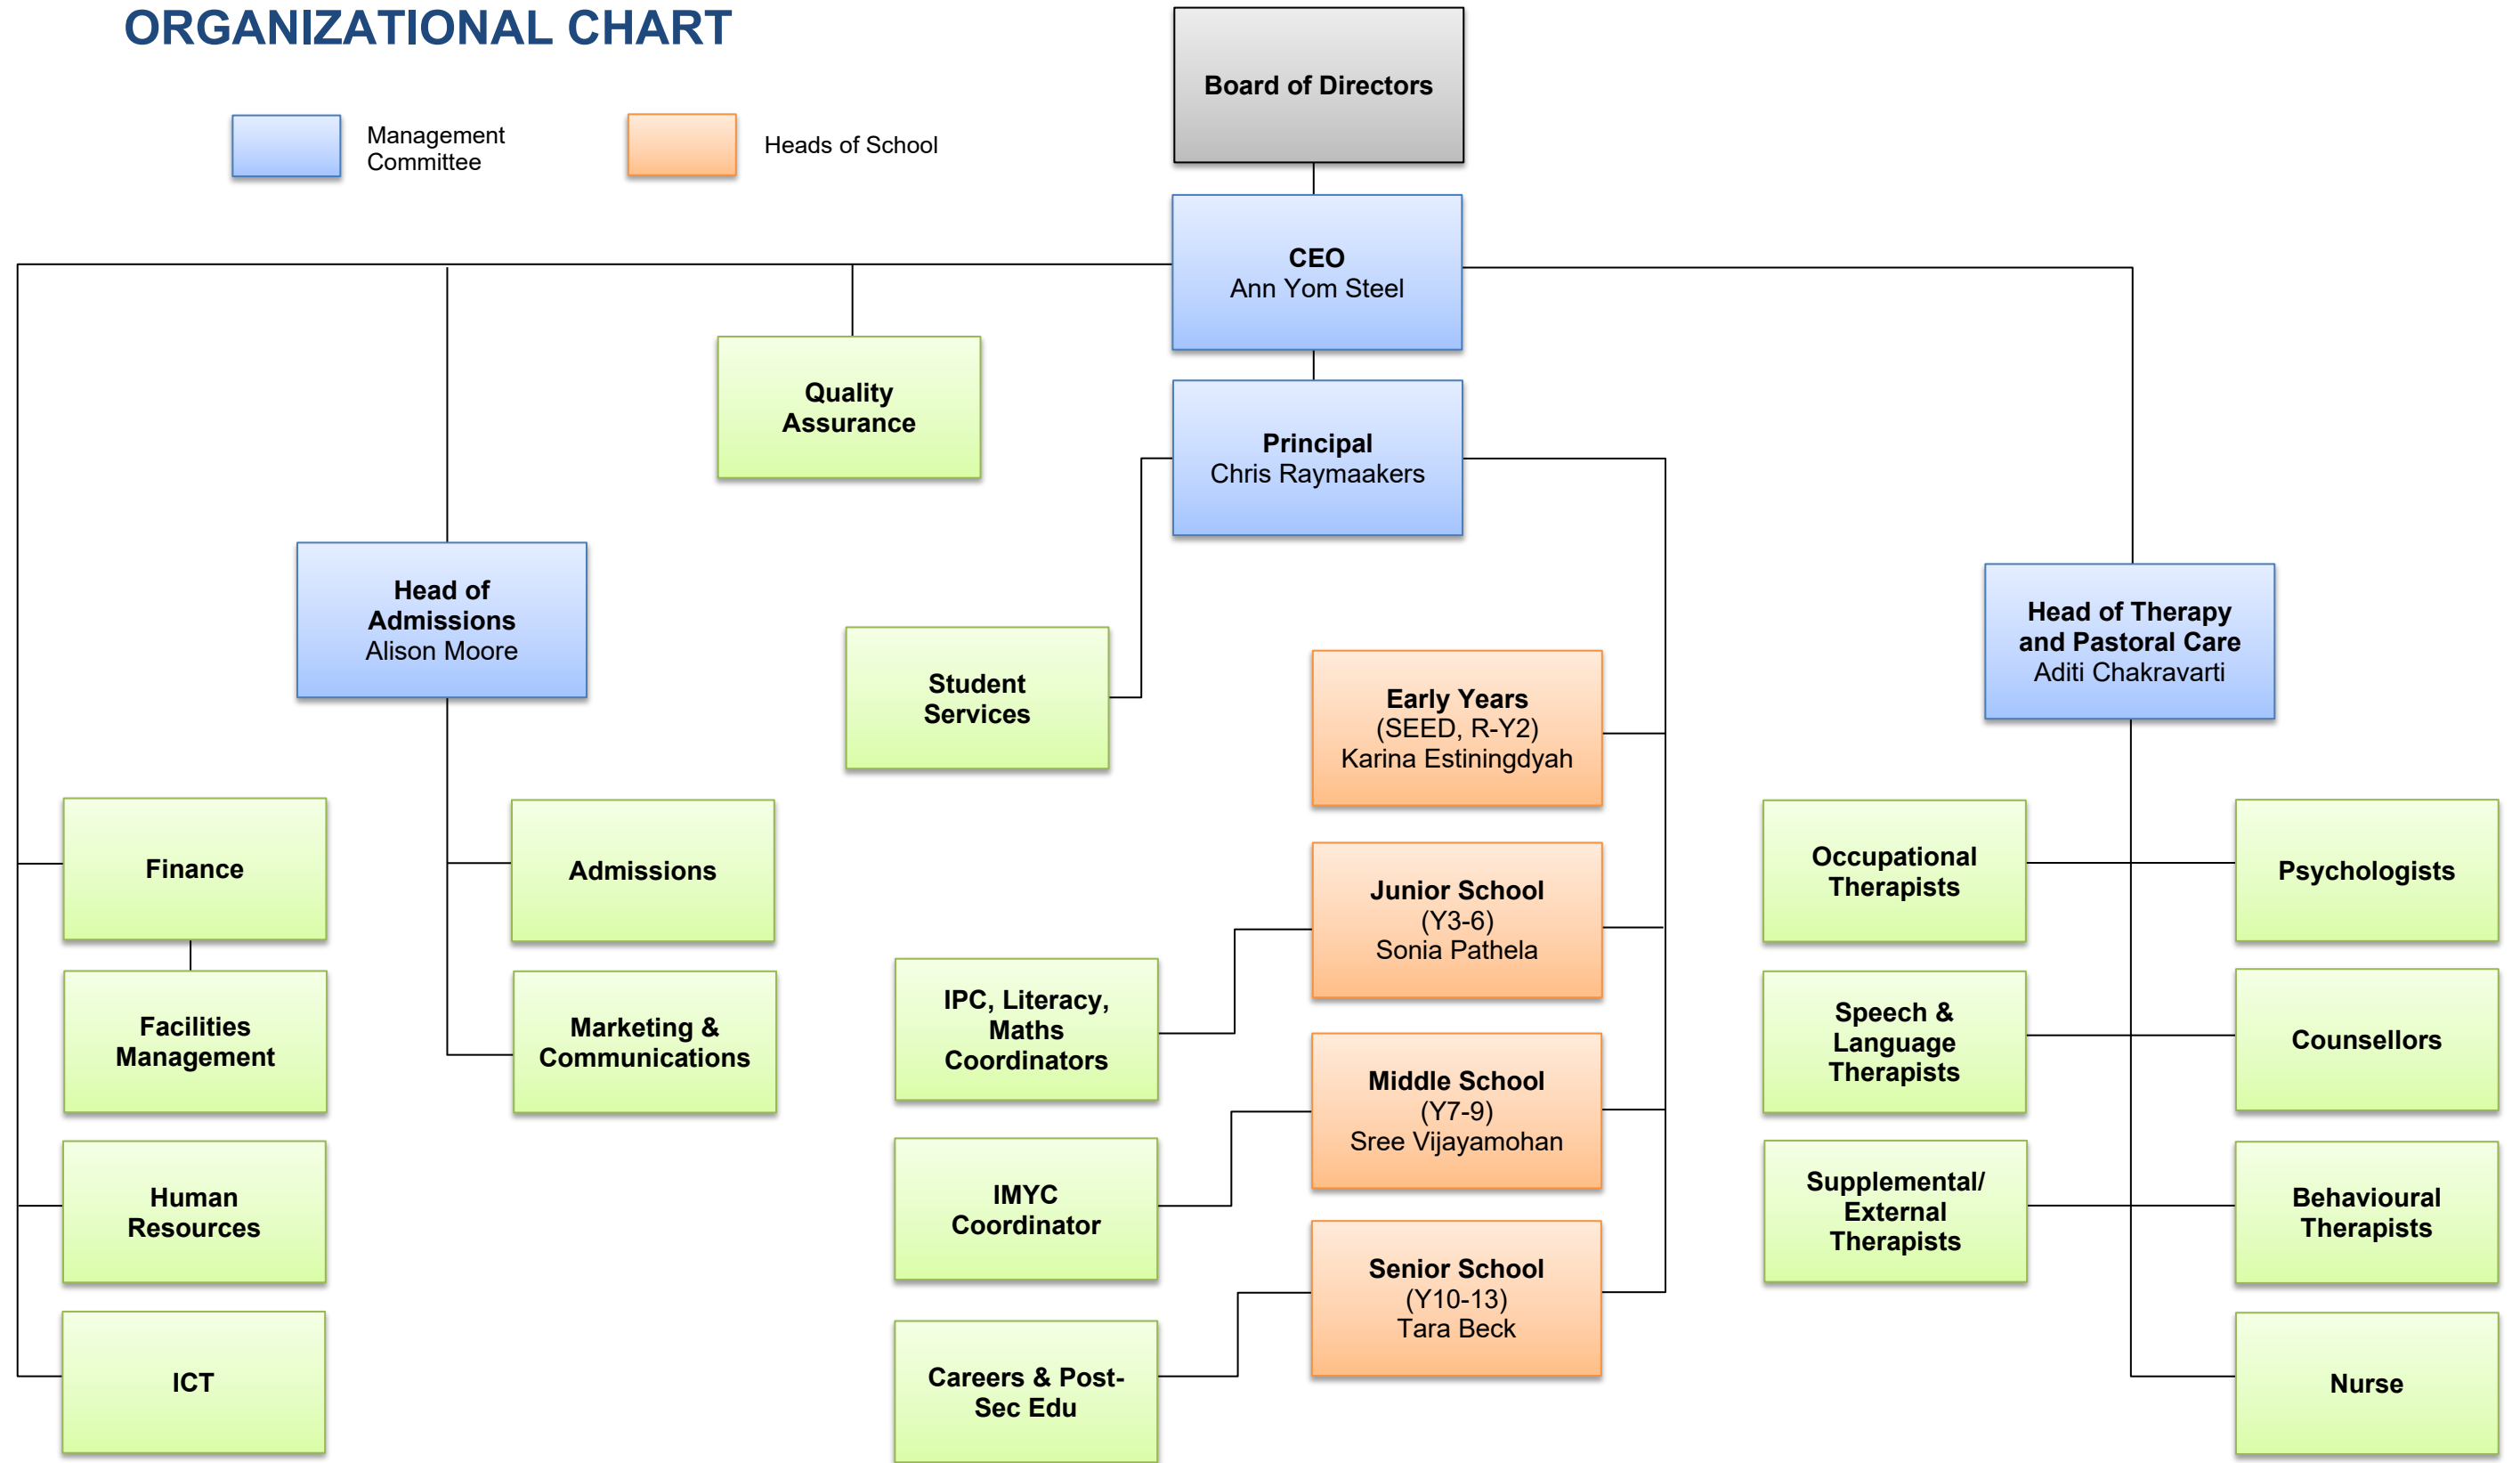 ORGANIZATIONAL CHART
Management
Committee
Heads of School
Board of Directors
CEO
Ann Yom Steel
Quality
Assurance
Principal
Chris Raymaakers
Head of
Admissions
Alison Moore
Head of Therapy
and Pastoral Care
Aditi Chakravarti
Student
Services
Early Years
(SEED, R-Y2)
Karina Estiningdyah
Finance
Admissions
Junior School
(Y3-6)
Sonia Pathela
Occupational
Therapists
Psychologists
Facilities
Management
Marketing &
Communications
IPC, Literacy,
Maths
Coordinators
Middle School
(Y7-9)
Sree Vijayamohan
Speech &
Language
Therapists
Counsellors
Human
Resources
IMYC
Coordinator
Senior School
(Y10-13)
Tara Beck
Supplemental/
External
Therapists
Behavioural
Therapists
ICT
Careers & Post-
Sec Edu
Nurse